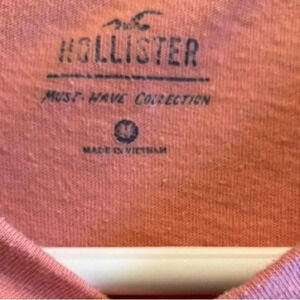 HOLLISTER
MUST-HAVE COLLECTION
M
MADE IN VIETNAM